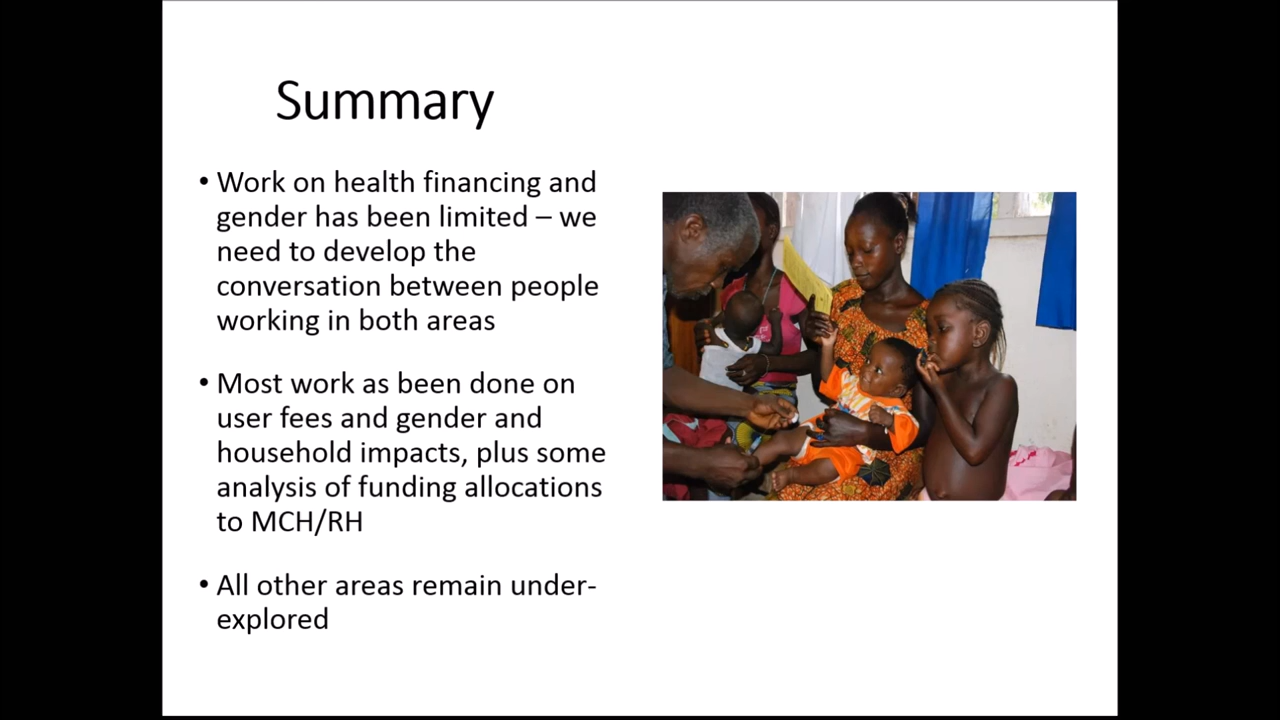 Summary
• Work on health financing and
gender has been limited – we
need to develop the
conversation between people
working in both areas
• Most work as been done on
user fees and gender and
household impacts, plus some
analysis of funding allocations
to MCH/RH
• All other areas remain under-
explored